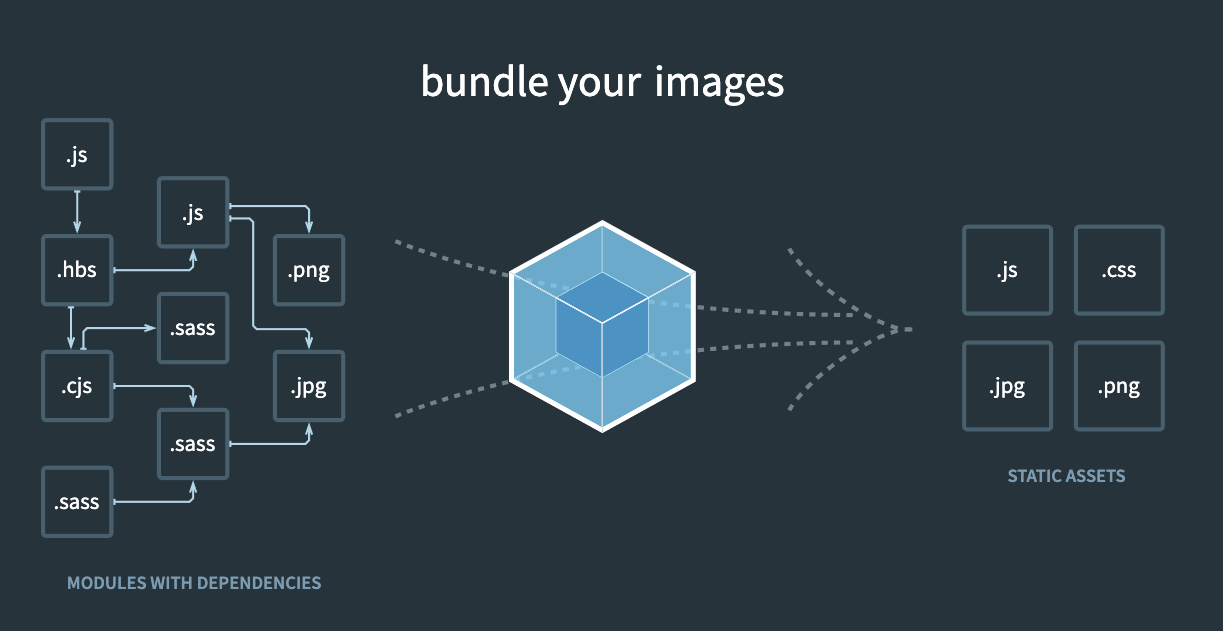 bundle your images
.js
.js
.hbs
.png
.sass
.cjs
.jpg
.sass
.sass
MODULES WITH DEPENDENCIES
.js
.css
.jpg
.png
STATIC ASSETS